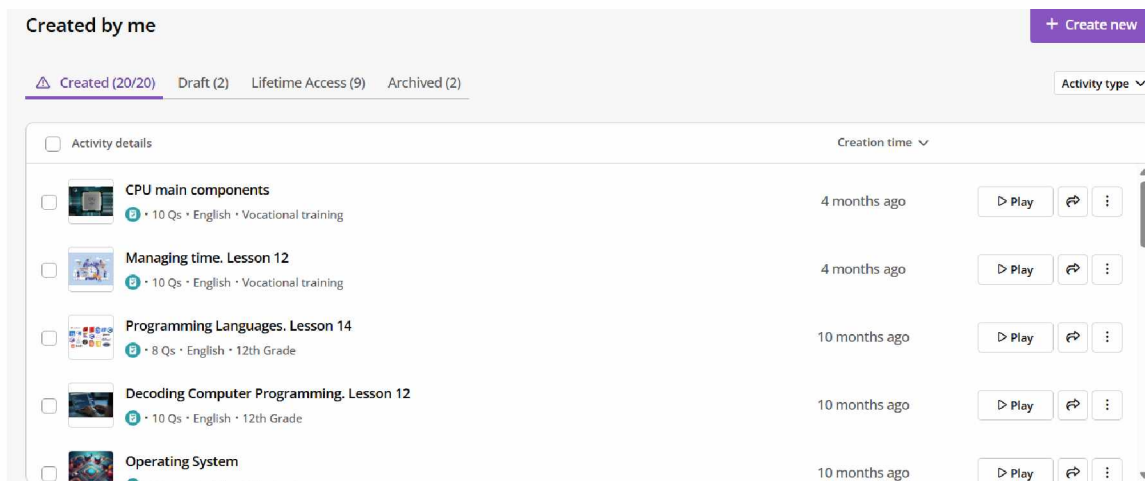 Created by me
+ Create new
Created (20/20) Draft (2) Lifetime Access (9) Archived (2)
Activity type
Activity details Creation time
CPU main components
• 10 Qs • English • Vocational training
4 months ago Play
Managing time. Lesson 12
• 10 Qs • English • Vocational training
4 months ago Play
Programming Languages. Lesson 14
• 8 Qs • English • 12th Grade
10 months ago Play
Decoding Computer Programming. Lesson 12
• 10 Qs • English • 12th Grade
10 months ago Play
Operating System
10 months ago Play